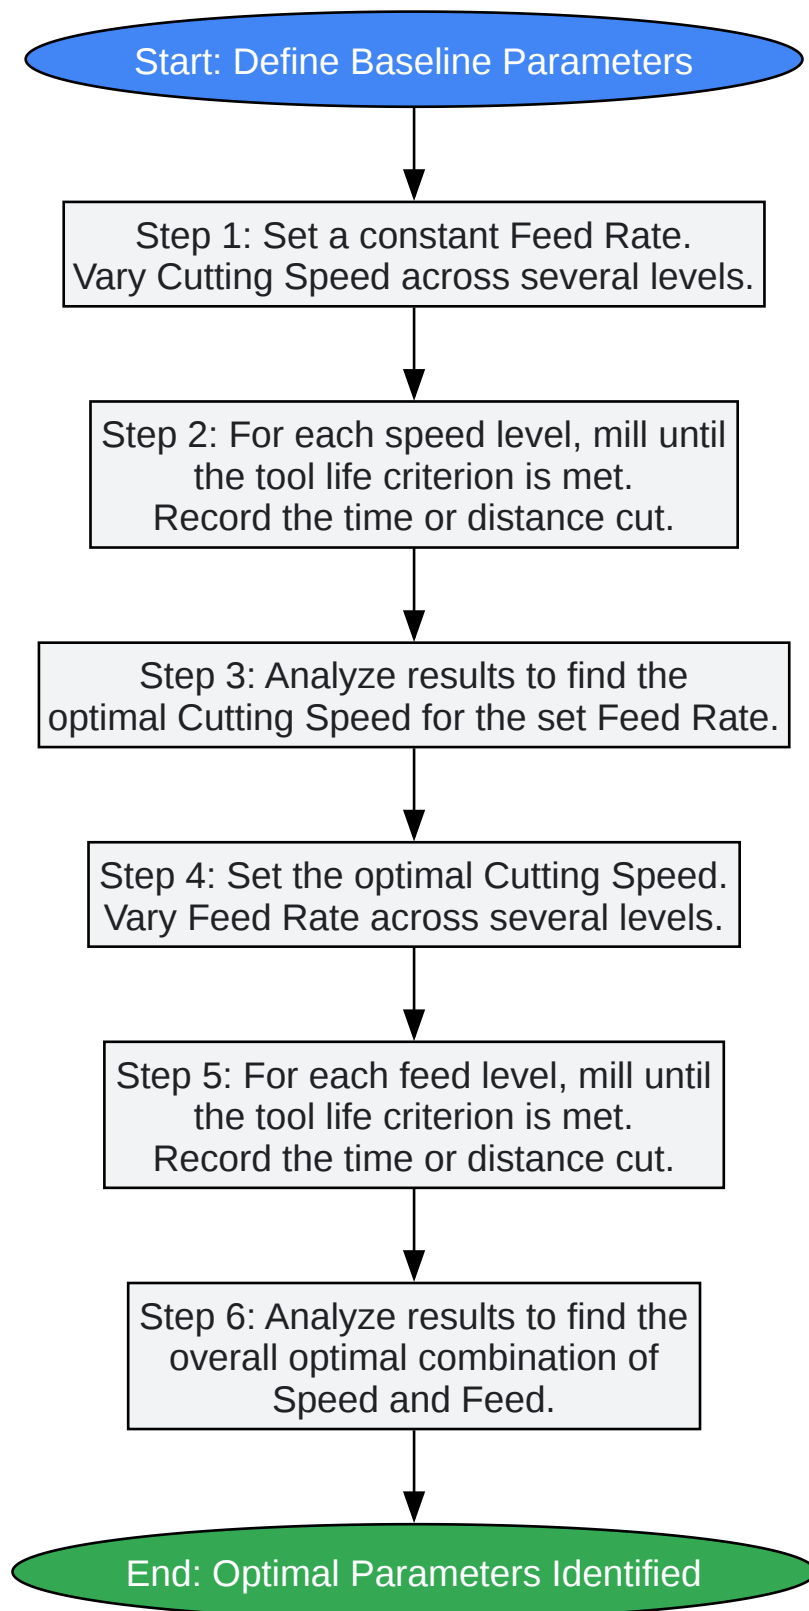 Start: Define Baseline Parameters
Step 1: Set a constant Feed Rate.
Vary Cutting Speed across several levels.
Step 2: For each speed level, mill until
the tool life criterion is met.
Record the time or distance cut.
Step 3: Analyze results to find the
optimal Cutting Speed for the set Feed Rate.
Step 4: Set the optimal Cutting Speed.
Vary Feed Rate across several levels.
Step 5: For each feed level, mill until
the tool life criterion is met.
Record the time or distance cut.
Step 6: Analyze results to find the
overall optimal combination of
Speed and Feed.
End: Optimal Parameters Identified